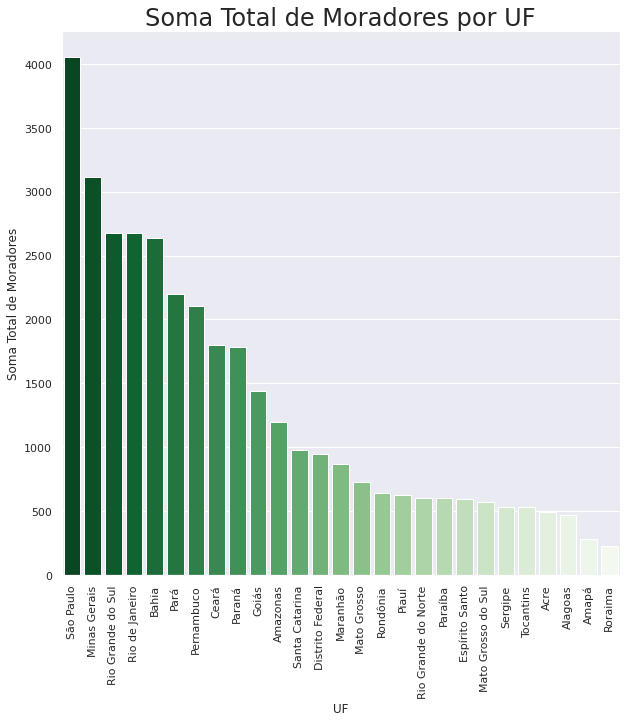 Soma Total de Moradores por UF
Soma Total de Moradores
4000
3500
3000
2500
2000
1500
1000
500
0
São Paulo
Minas Gerais
Rio Grande do Sul
Rio de Janeiro
Bahia
Pará
Pernambuco
Ceará
Paraná
Goiás
Amazonas
Santa Catarina
Distrito Federal
Maranhão
Mato Grosso
Rondônia
Piauí
Rio Grande do Norte
Paraíba
Espírito Santo
Mato Grosso do Sul
Sergipe
Tocantins
Acre
Alagoas
Amapá
Roraima
UF